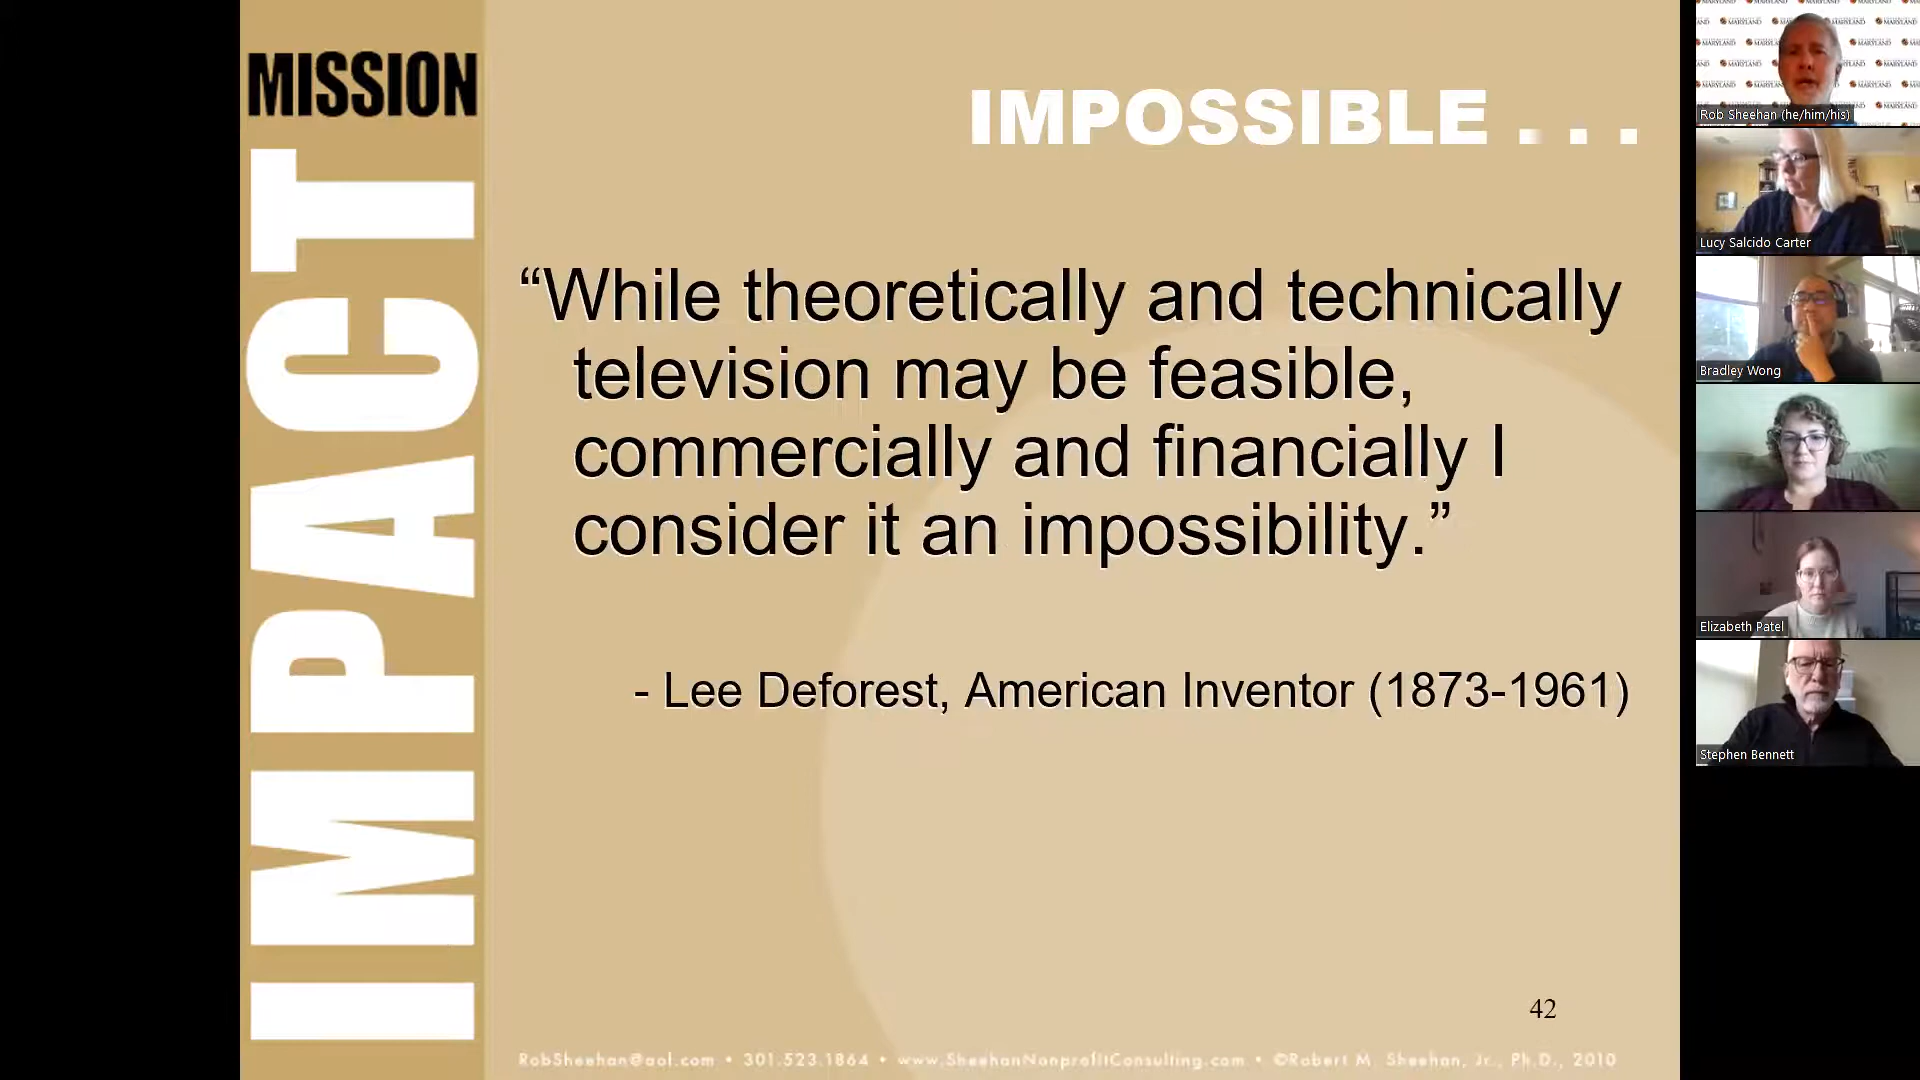 MISSION
IMPACT
IMPOSSIBLE . . .
“While theoretically and technically
television may be feasible,
commercially and financially I
consider it an impossibility.”
- Lee Deforest, American Inventor (1873-1961)
42
RobSheehan@aol.com • 301.523.1864 • www.SheehanNonprofitConsulting.com • ©Robert M. Sheehan, Jr., Ph.D., 2010
MARYLAND
Rob Sheehan (he/him/his)
Lucy Salcido Carter
Bradley Wong
Elizabeth Patel
Stephen Bennett